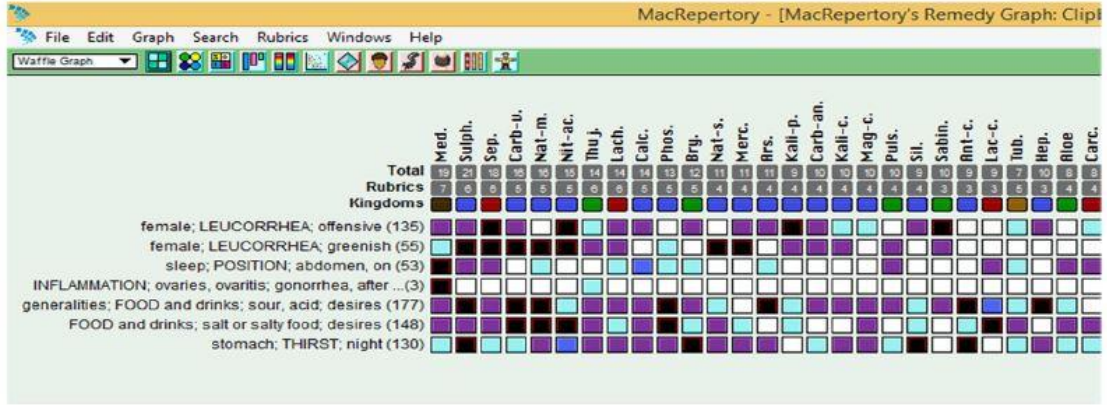 MacRepertory - [MacRepertory's Remedy Graph: Clip
File Edit Graph Search Rubrics Windows Help
Waffle Graph
Med. Sulph. Sep. Carb-v. Nat-m. Nit-ac. Thuj. Lach. Calc. Phos. Bry. Nat-s. Merc. Ars. Kali-p. Carb-an. Kali-c. Mag-c. Puls. Sil. Sabin. Ant-c. Lac-c. Tub. Hep. Aloe Carc.
Total 19 21 18 16 16 15 14 14 14 13 12 11 11 11 9 10 10 10 10 9 10 9 9 7 10 8 8
Rubrics 7 6 6 5 5 5 6 6 5 5 5 4 4 4 4 4 4 4 4 4 3 3 3 5 3 4 4
Kingdoms
female; LEUCORRHEA; offensive (135)
female; LEUCORRHEA; greenish (55)
sleep; POSITION; abdomen, on (53)
INFLAMMATION; ovaries, ovaritis; gonorrhea, after ...(3)
generalities; FOOD and drinks; sour, acid; desires (177)
FOOD and drinks; salt or salty food; desires (148)
stomach; THIRST; night (130)